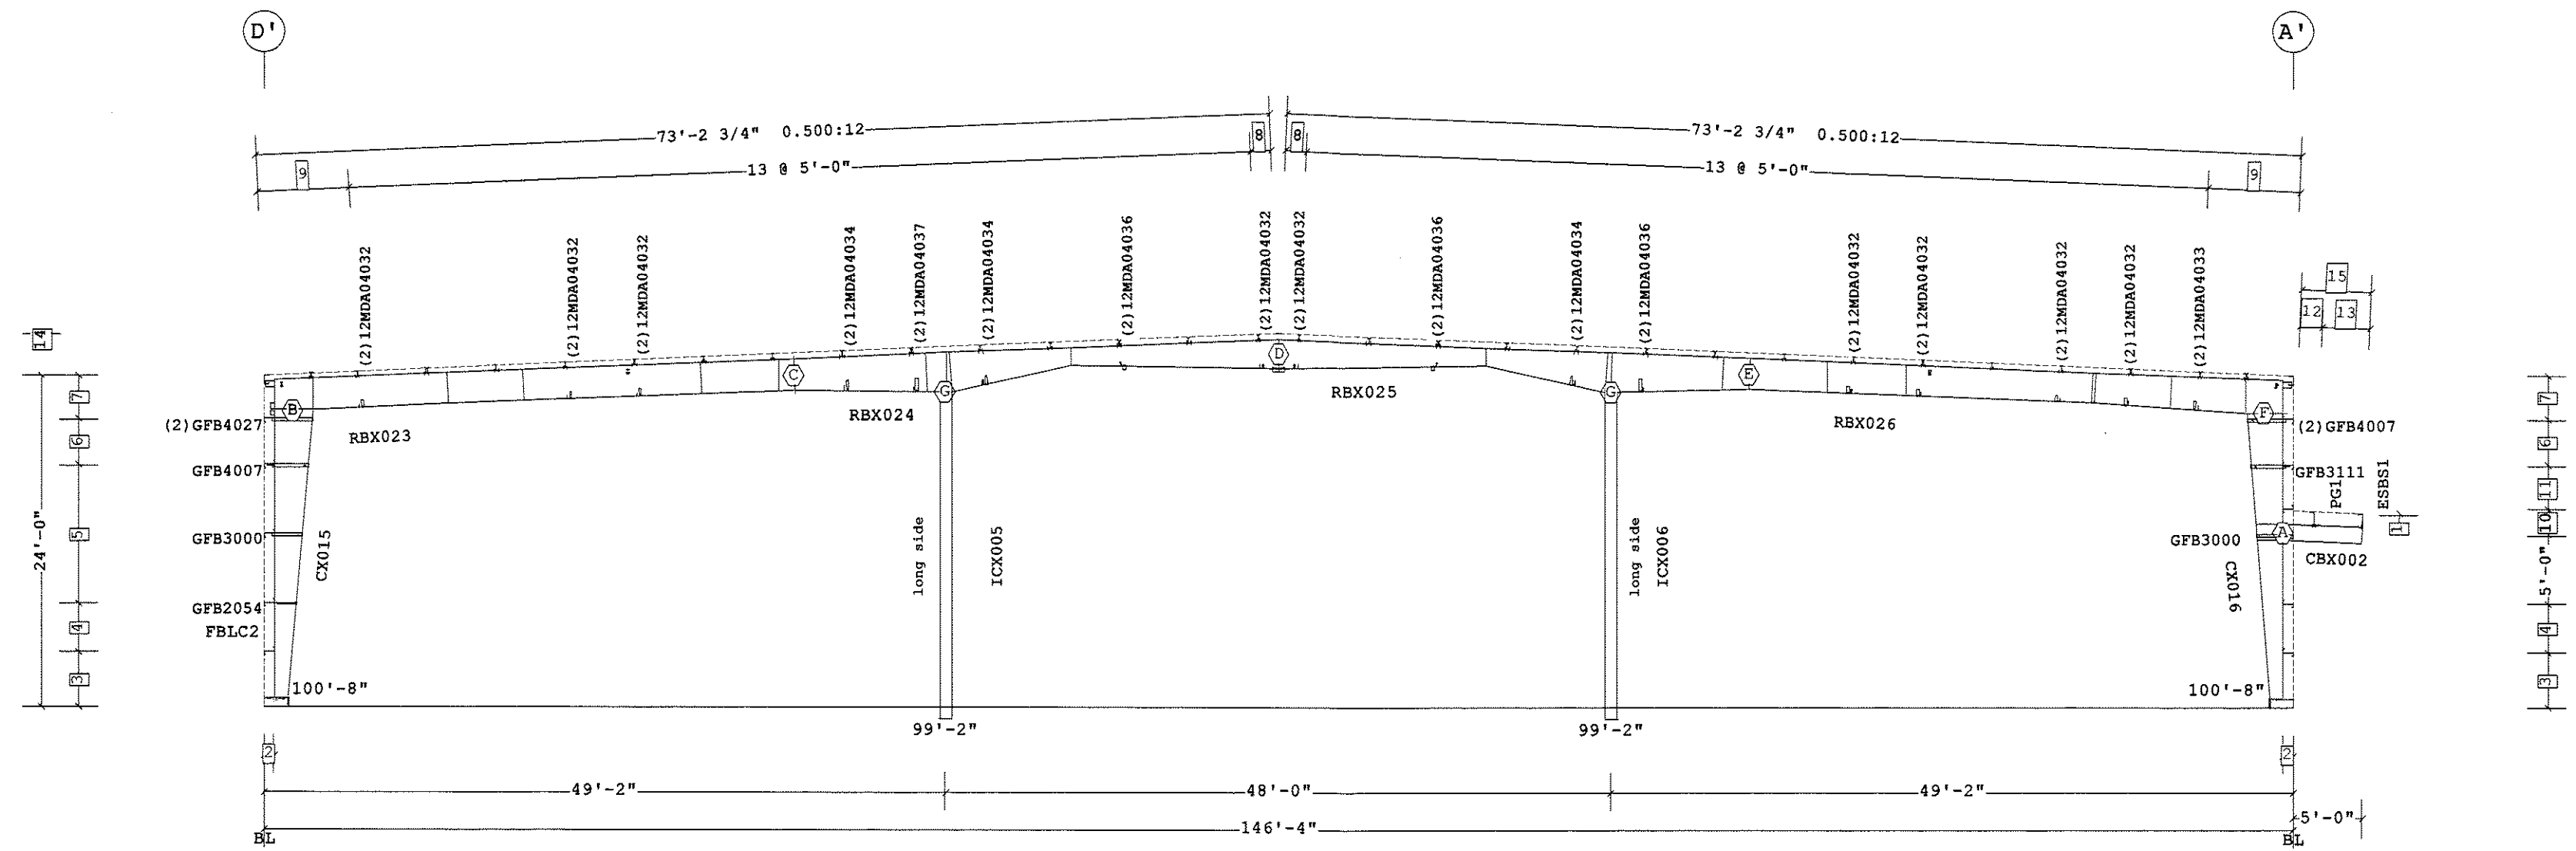 D' A'
73'-2 3/4" 0.500:12 8 8 73'-2 3/4" 0.500:12
9 13 @ 5'-0" 13 @ 5'-0" 9
(2)12MDA04032
(2)12MDA04032
(2)12MDA04032
(2)12MDA04034
(2)12MDA04037
(2)12MDA04034
(2)12MDA04036
(2)12MDA04032
(2)12MDA04032
(2)12MDA04036
(2)12MDA04034
(2)12MDA04036
(2)12MDA04032
(2)12MDA04032
(2)12MDA04032
(2)12MDA04032
(2)12MDA04033
15
12 13
14
D
C E
B G G F
RBX023 RBX024 RBX025 RBX026
24'-0"
7
6
5
4
3
(2)GFB4027
GFB4007
GFB3000
GFB2054
FBLC2
CX015
long side
ICX005
long side
ICX006
CX016
(2)GFB4007
GFB3111
PG1
ESBS1
1
A
GFB3000
CBX002
7
6
11
10
5'-0"
4
3
100'-8" 100'-8"
99'-2" 99'-2"
2 2
49'-2" 48'-0" 49'-2"
146'-4" 5'-0"
BL BL